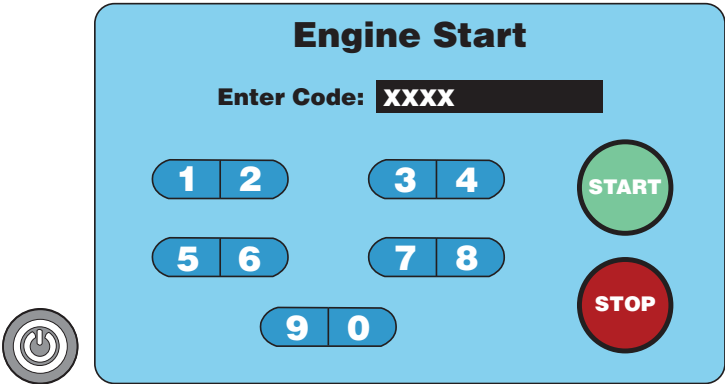 Engine Start
Enter Code: XXXX
1 2 3 4 START
5 6 7 8
9 0 STOP